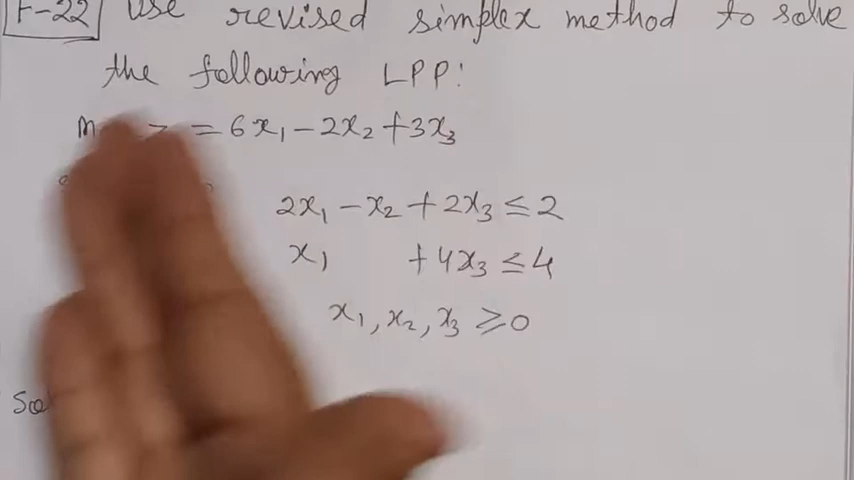 F-22 Use revised simplex method to solve
the following LPP:
= 6x₁ - 2x₂ + 3x₃
2x₁ - x₂ + 2x₃ ≤ 2
x₁ + 4x₃ ≤ 4
x₁, x₂, x₃ ≥ 0